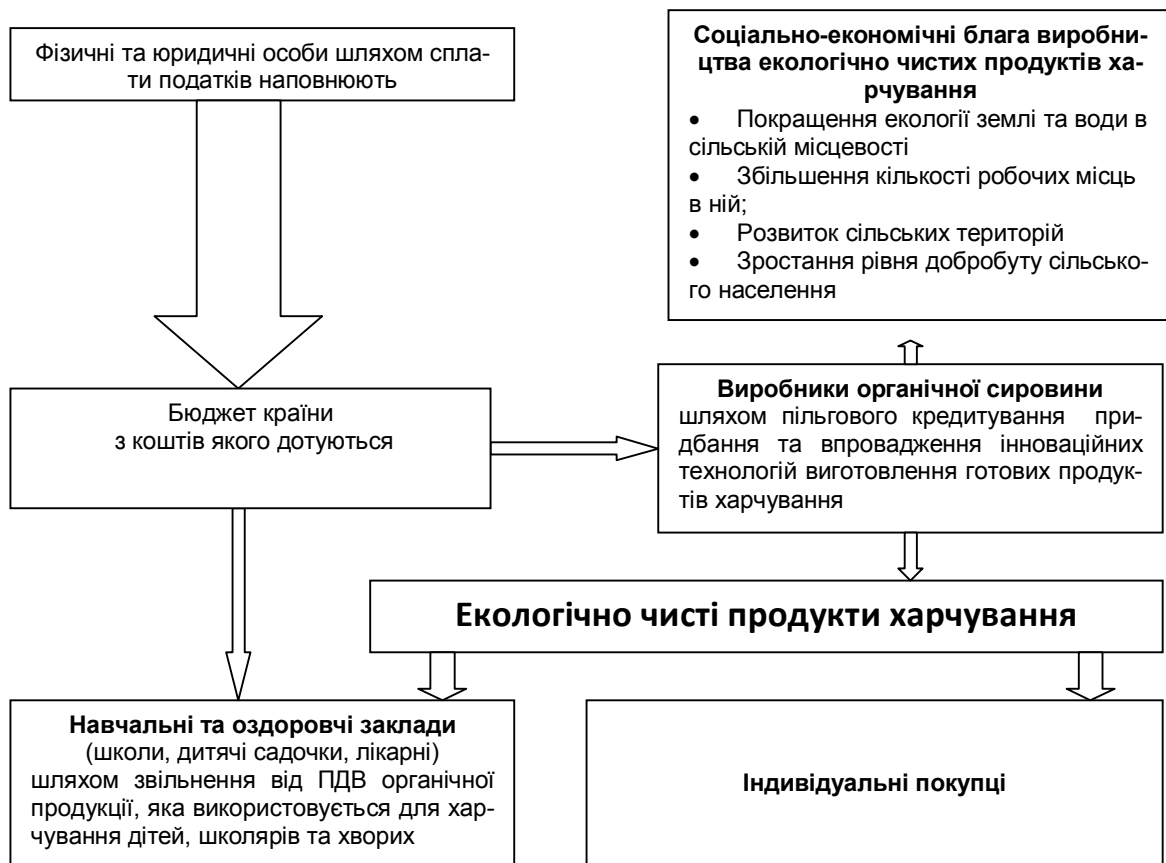 Фізичні та юридичні особи шляхом спла-
ти податків наповнюють
Соціально-економічні блага виробни-
цтва екологічно чистих продуктів ха-
рчування
• Покращення екології землі та води в
сільській місцевості
• Збільшення кількості робочих місць
в ній;
• Розвиток сільських територій
• Зростання рівня добробуту сільсько-
го населення
Бюджет країни
з коштів якого дотуються
Виробники органічної сировини
шляхом пільгового кредитування при-
дбання та впровадження інноваційних
технологій виготовлення готових продук-
тів харчування
Екологічно чисті продукти харчування
Навчальні та оздоровчі заклади
(школи, дитячі садочки, лікарні)
шляхом звільнення від ПДВ органічної
продукції, яка використовується для хар-
чування дітей, школярів та хворих
Індивідуальні покупці